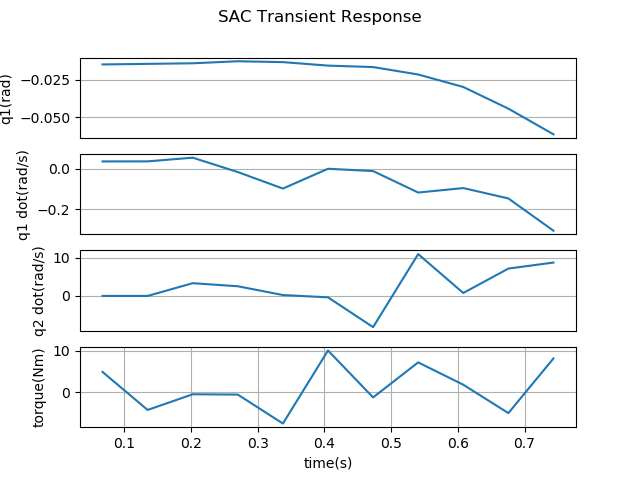 SAC Transient Response
q1(rad)
−0.025
−0.050
q1 dot(rad/s)
0.0
−0.2
q2 dot(rad/s)
10
0
torque(Nm)
10
0
0.1 0.2 0.3 0.4 0.5 0.6 0.7
time(s)